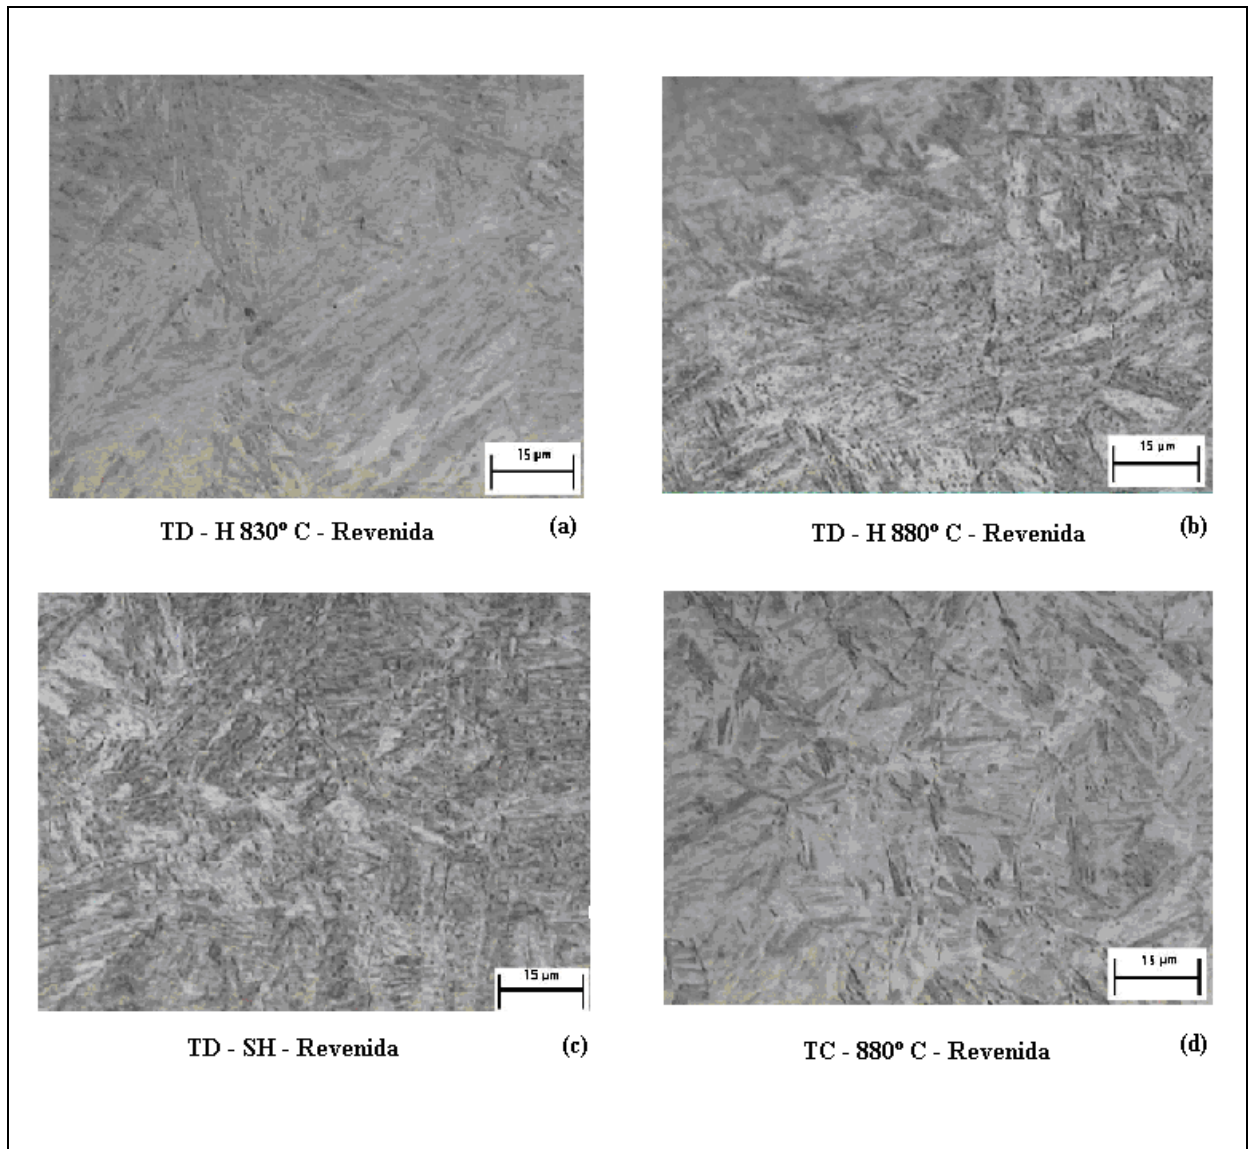 15 µm
15 µm
TD - H 830º C - Revenida (a)
TD - H 880º C - Revenida (b)
15 µm
15 µm
TD - SH - Revenida (c)
TC - 880º C - Revenida (d)